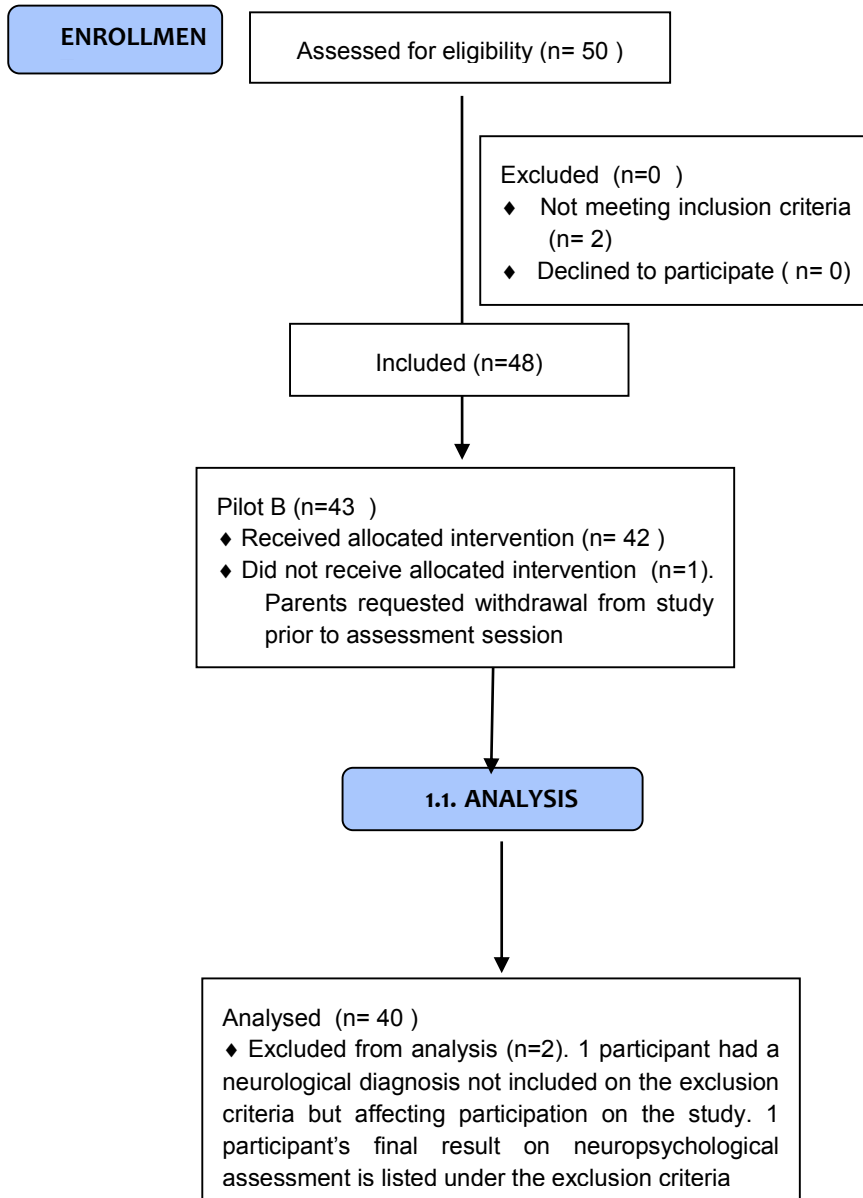 ENROLLMEN
Assessed for eligibility (n= 50 )
Excluded (n=0 )
♦ Not meeting inclusion criteria
(n= 2)
♦ Declined to participate ( n= 0)
Included (n=48)
Pilot B (n=43 )
♦ Received allocated intervention (n= 42 )
♦ Did not receive allocated intervention (n=1).
Parents requested withdrawal from study
prior to assessment session
1.1. ANALYSIS
Analysed (n= 40 )
♦ Excluded from analysis (n=2). 1 participant had a
neurological diagnosis not included on the exclusion
criteria but affecting participation on the study. 1
participant’s final result on neuropsychological
assessment is listed under the exclusion criteria